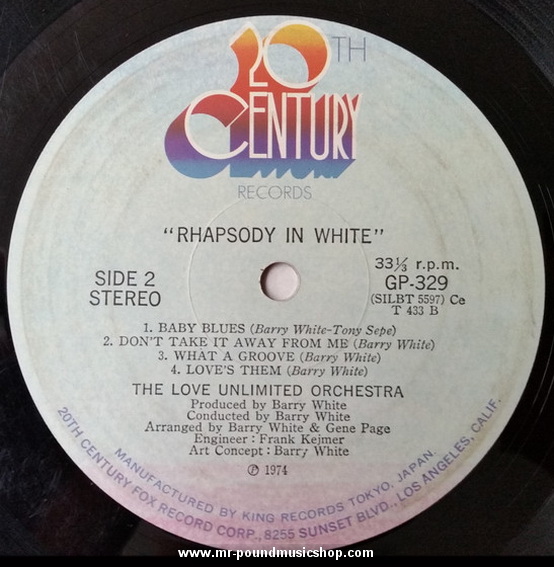 20TH
CENTURY
RECORDS
"RHAPSODY IN WHITE"
SIDE 2
STEREO
33⅓ r.p.m.
GP-329
(SILBT 5597) Ce
T 433 B
1. BABY BLUES (Barry White-Tony Sepe)
2. DON'T TAKE IT AWAY FROM ME (Barry White)
3. WHAT A GROOVE (Barry White)
4. LOVE'S THEM (Barry White)
THE LOVE UNLIMITED ORCHESTRA
Produced by Barry White
Conducted by Barry White
Arranged by Barry White & Gene Page
Engineer : Frank Kejmer
Art Concept : Barry White
℗ 1974
MANUFACTURED BY KING RECORDS TOKYO, JAPAN.
20TH CENTURY FOX RECORD CORP., 8255 SUNSET BLVD., LOS ANGELES, CALIF.
www.mr-poundmusicshop.com